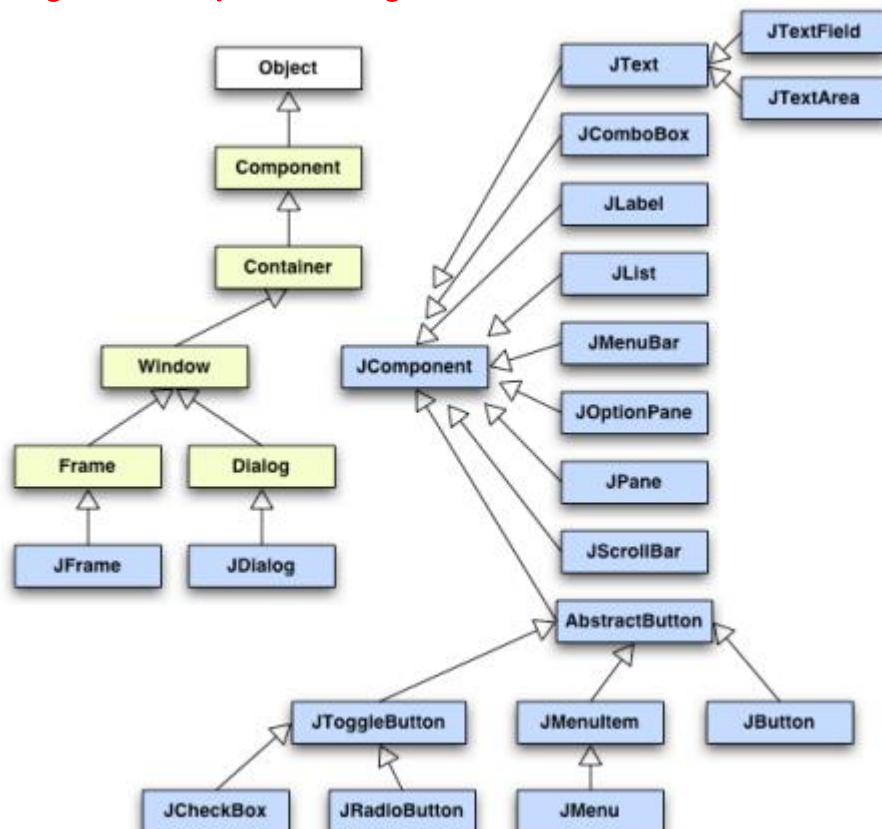 JTextField
Object
JText
JTextArea
JComboBox
Component
JLabel
Container
JList
JMenuBar
Window
JComponent
JOptionPane
Frame
Dialog
JPane
JFrame
JDialog
JScrollBar
AbstractButton
JToggleButton
JMenuItem
JButton
JCheckBox
JRadioButton
JMenu